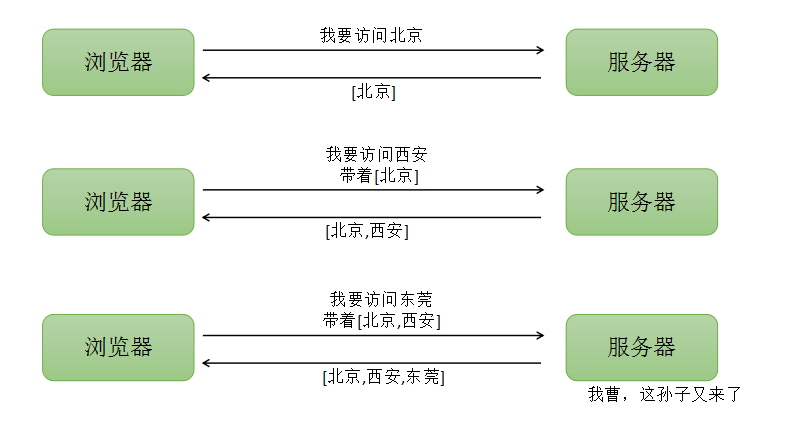 我要访问北京
浏览器
服务器
[北京]
我要访问西安
带着[北京]
浏览器
服务器
[北京,西安]
我要访问东莞
带着[北京,西安]
浏览器
服务器
[北京,西安,东莞]
我曹，这孙子又来了